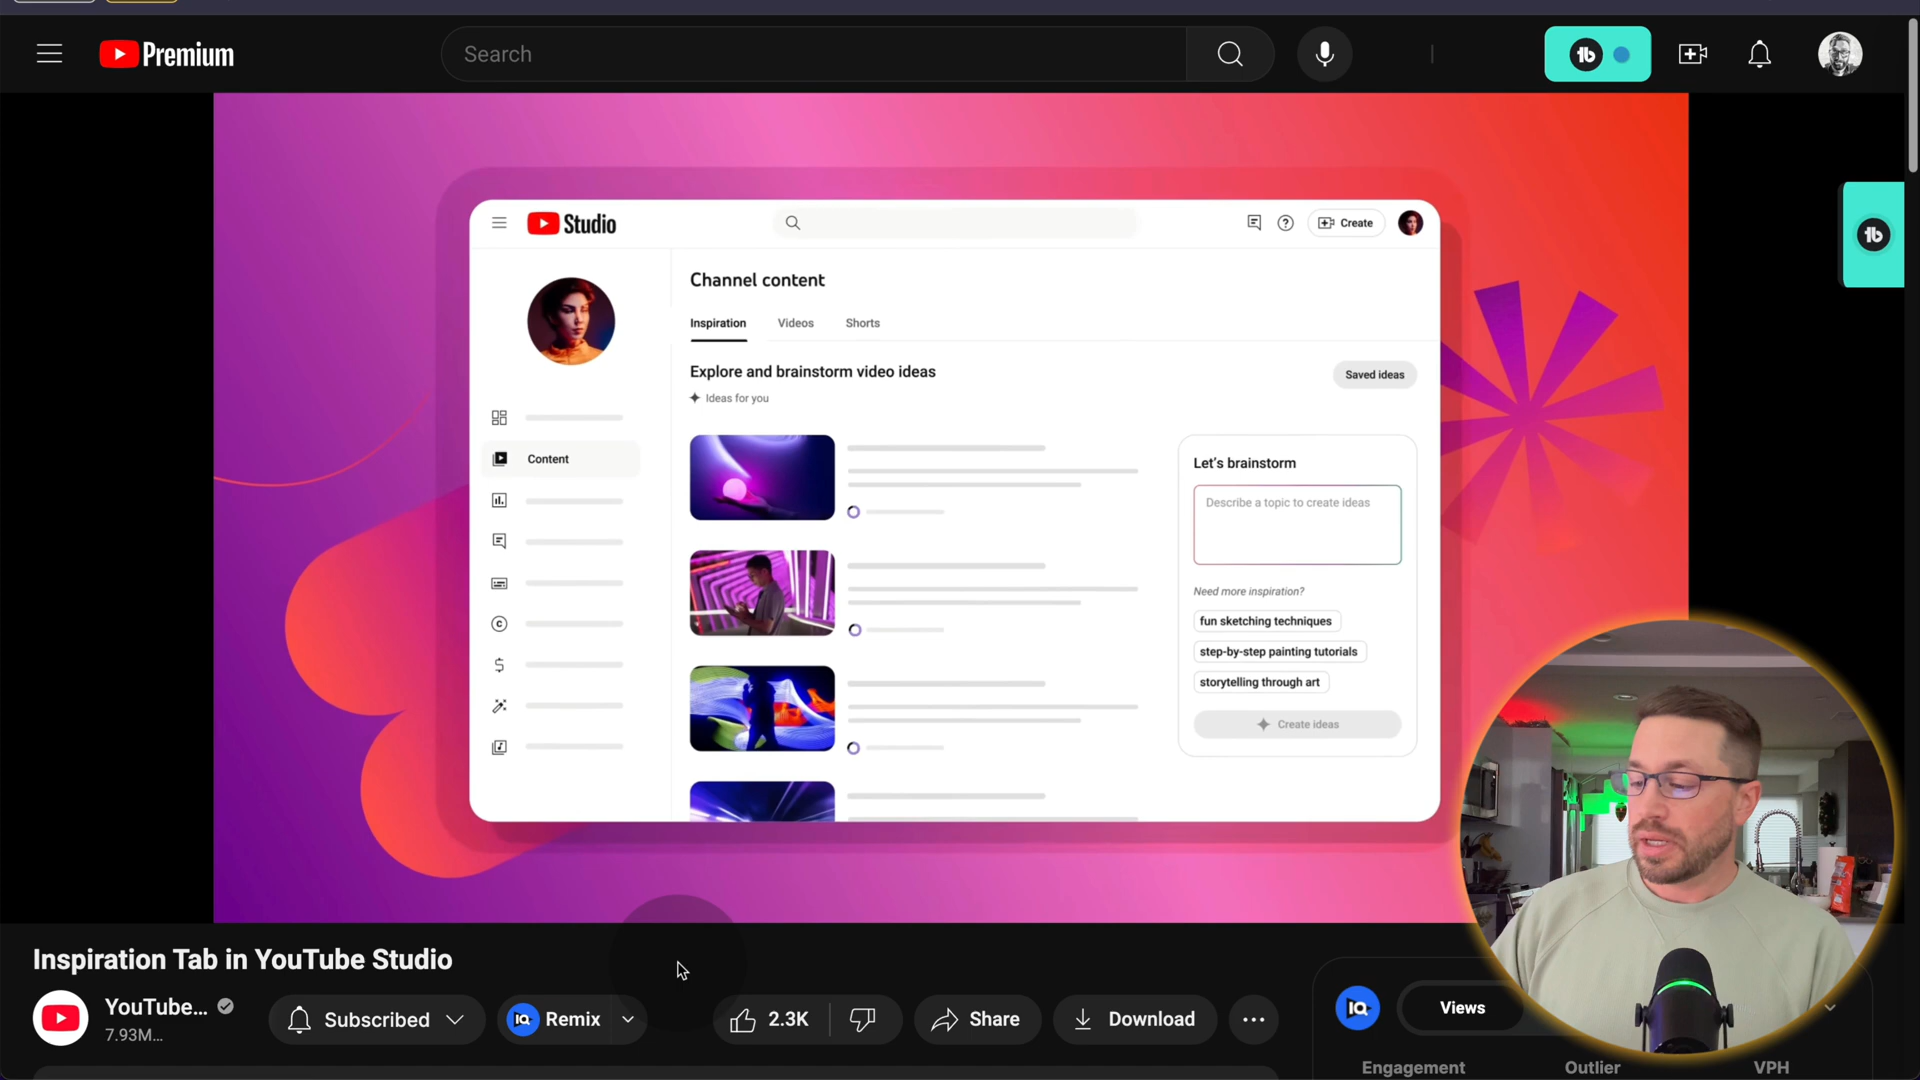 Premium
Search
Studio
Create
Channel content
Inspiration
Videos
Shorts
Explore and brainstorm video ideas
Saved ideas
Ideas for you
Content
Let's brainstorm
Describe a topic to create ideas
Need more inspiration?
fun sketching techniques
step-by-step painting tutorials
storytelling through art
Create ideas
Inspiration Tab in YouTube Studio
YouTube...
7.93M...
Subscribed
IQ
Remix
2.3K
Share
Download
IQ
Views
Engagement
Outlier
VPH